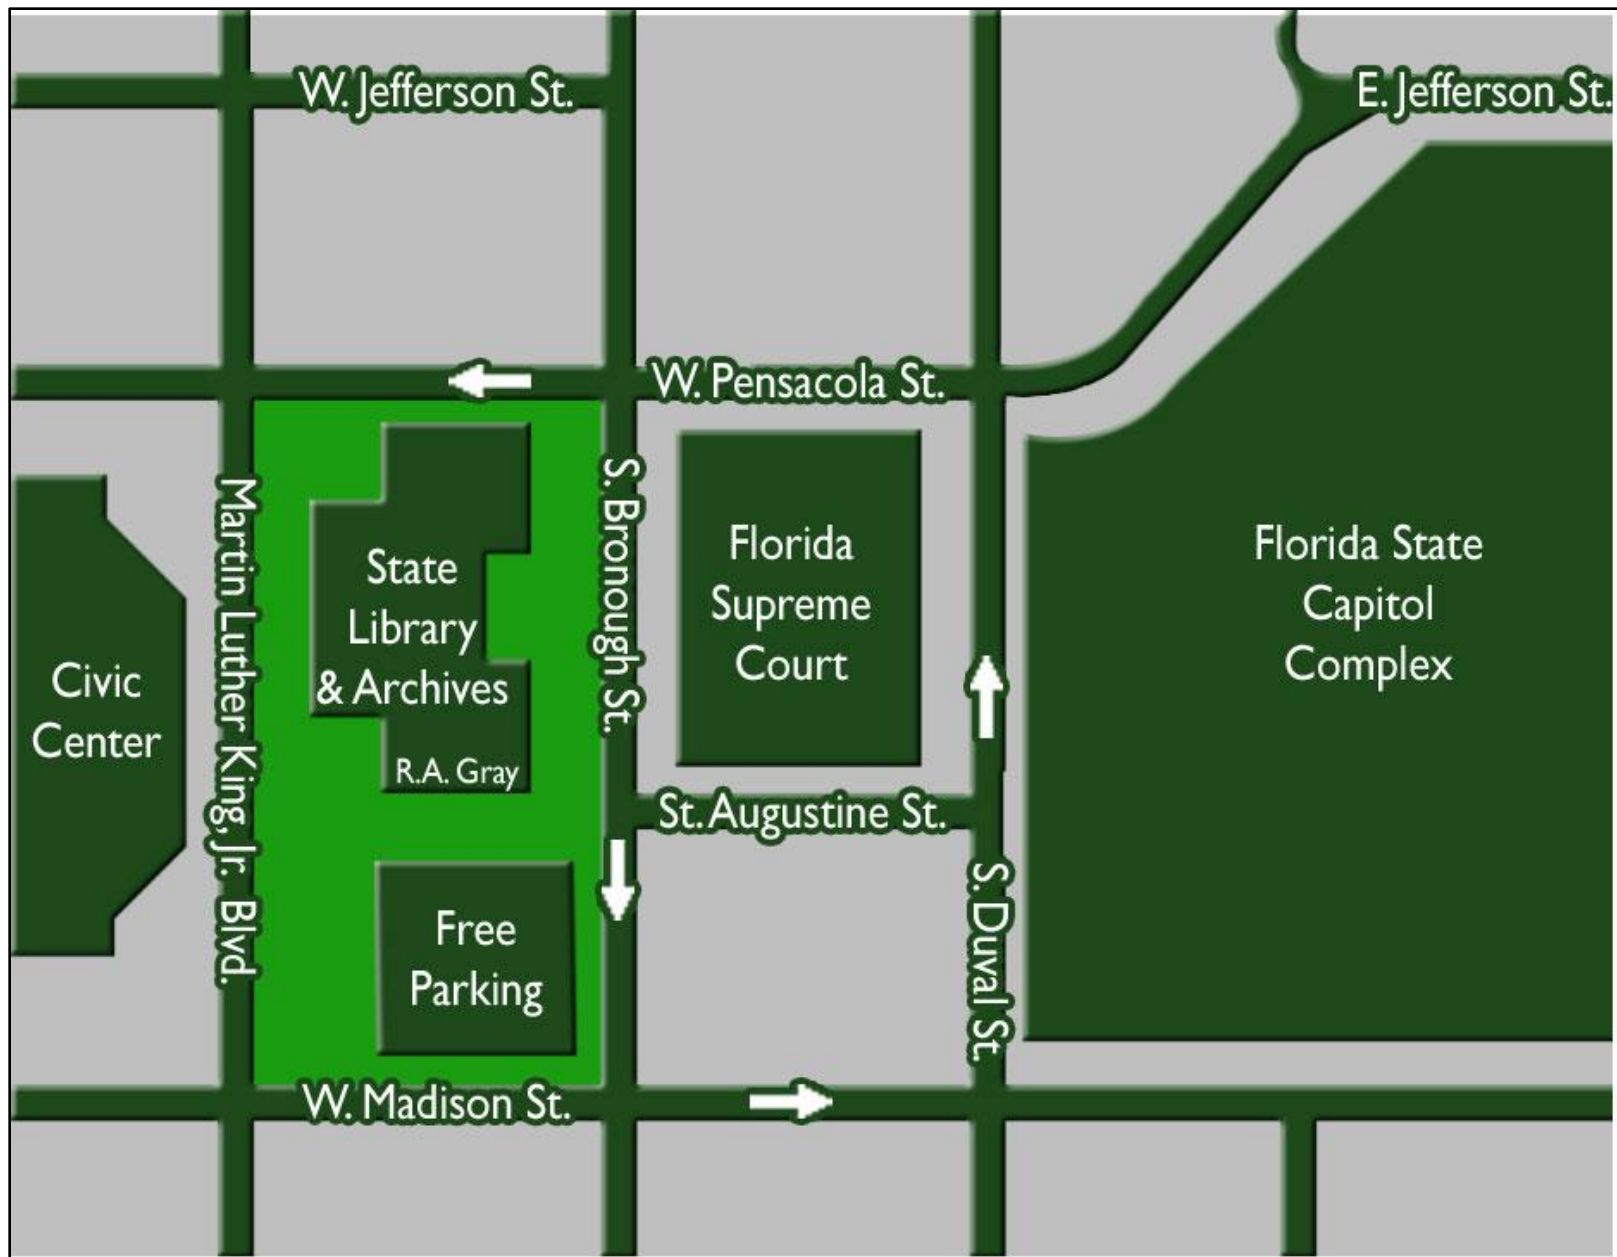 W. Jefferson St.
E. Jefferson St.
W. Pensacola St.
Martin Luther King, Jr. Blvd.
S. Bronough St.
Civic
Center
State
Library
& Archives
R.A. Gray
Florida
Supreme
Court
Florida State
Capitol
Complex
St. Augustine St.
S. Duval St.
Free
Parking
W. Madison St.